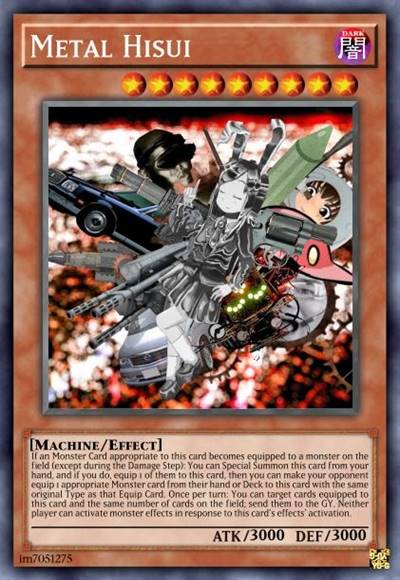 METAL HISUI
DARK
闇
[MACHINE/EFFECT]
If an Monster Card appropriate to this card becomes equipped to a monster on the
field (except during the Damage Step): You can Special Summon this card from your
hand, and if you do, equip 1 of them to this card, then you can make your opponent
equip 1 appropiate Monster from their hand or Deck to this card with the same
original Type as that Equip Card. Once per turn: You can target cards equipped to
this card and the same number of cards on the field; send them to the GY. Neither
player can activate monster effects in response to this card's effects' activation.
ATK/3000 DEF/3000
im7051275